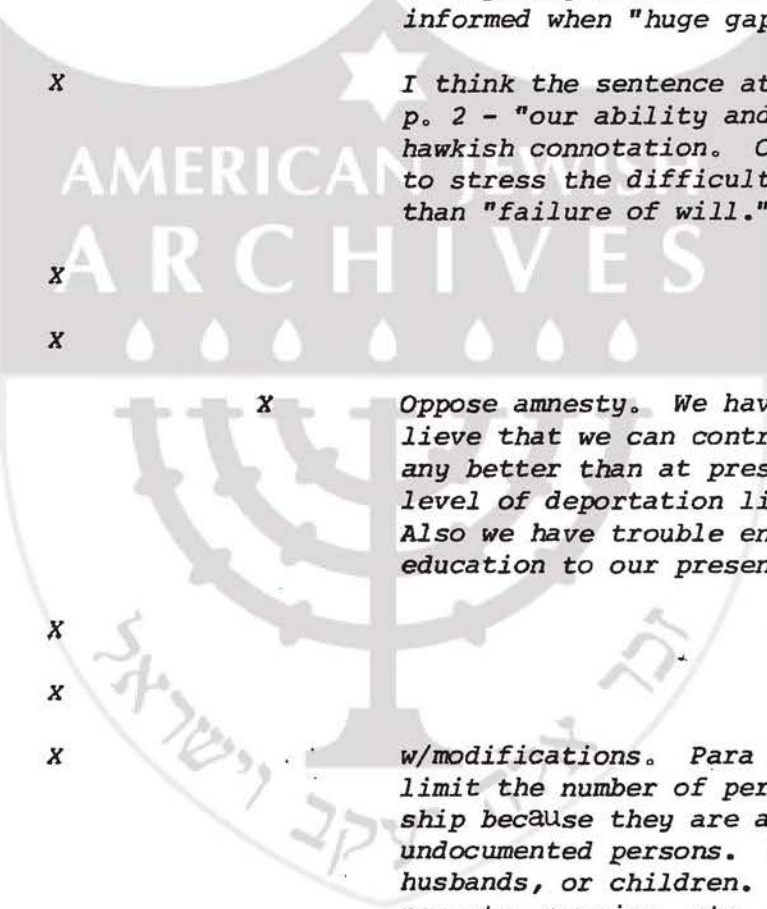 informed when "huge gap
X I think the sentence at
p. 2 - "our ability and
hawkish connotation. C
to stress the difficult
than "failure of will."
AMERICAN JEWISH
ARCHIVES
X
X
X Oppose amnesty. We hav
lieve that we can contr
any better than at pres
level of deportation li
Also we have trouble en
education to our presen
X
X
X w/modifications. Para
limit the number of per
ship because they are a
undocumented persons.
husbands, or children.